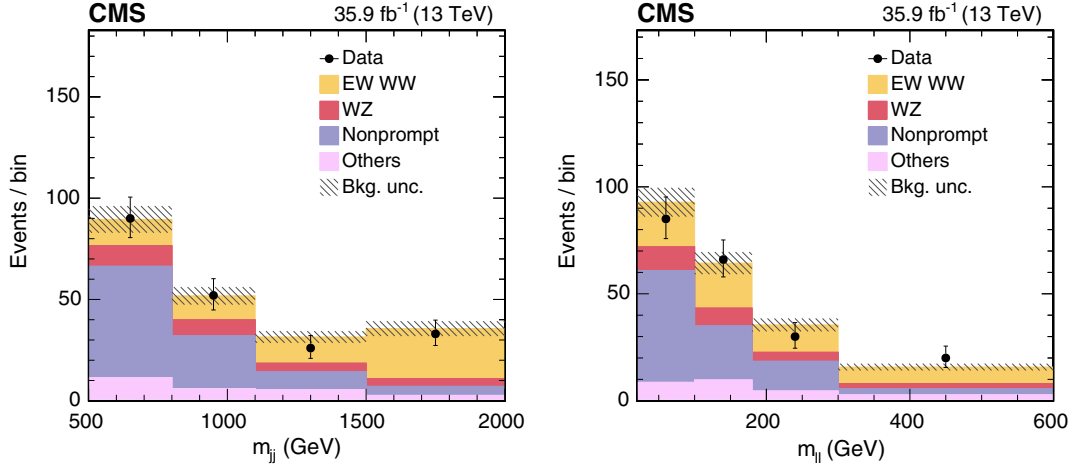 CMS 35.9 fb⁻¹ (13 TeV)
Events / bin
150
100
50
0
Data
EW WW
WZ
Nonprompt
Others
Bkg. unc.
500 1000 1500 2000
m_jj (GeV)
CMS 35.9 fb⁻¹ (13 TeV)
Events / bin
150
100
50
0
Data
EW WW
WZ
Nonprompt
Others
Bkg. unc.
200 400 600
m_ll (GeV)